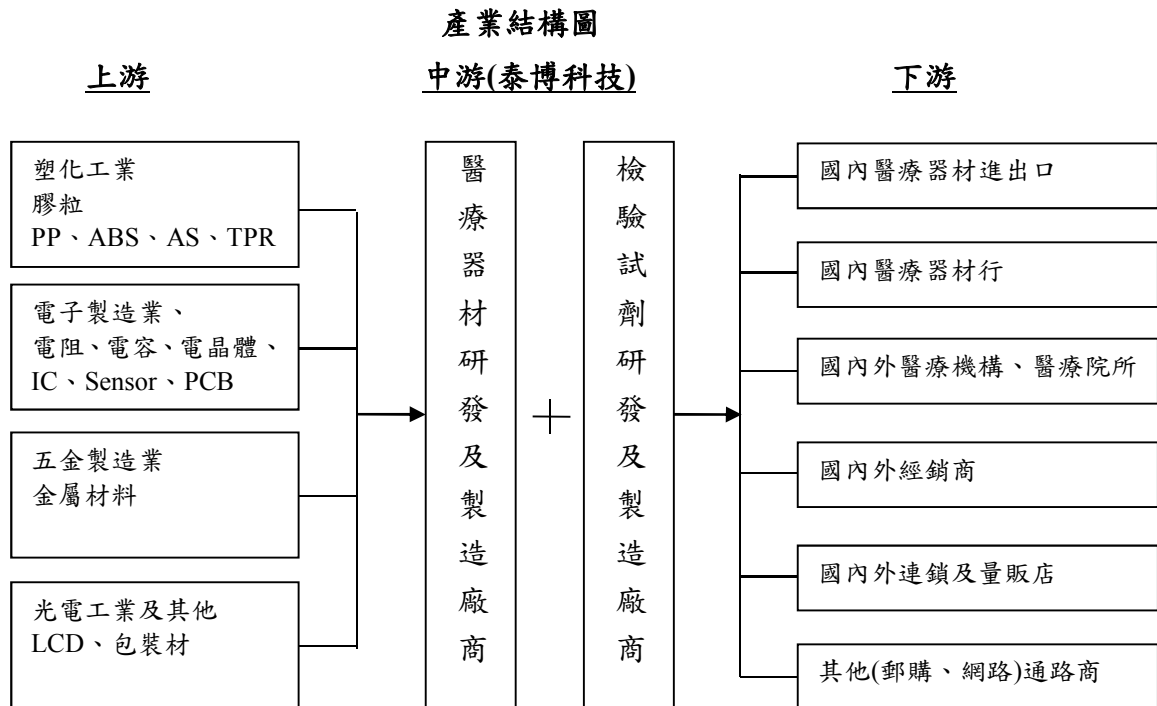 產業結構圖
上游
中游(泰博科技)
下游
塑化工業
膠粒
PP、ABS、AS、TPR
電子製造業、
電阻、電容、電晶體、
IC、Sensor、PCB
五金製造業
金屬材料
光電工業及其他
LCD、包裝材
醫療器材研發及製造廠商
+
檢驗試劑研發及製造廠商
國內醫療器材進出口
國內醫療器材行
國內外醫療機構、醫療院所
國內外經銷商
國內外連鎖及量販店
其他(郵購、網路)通路商